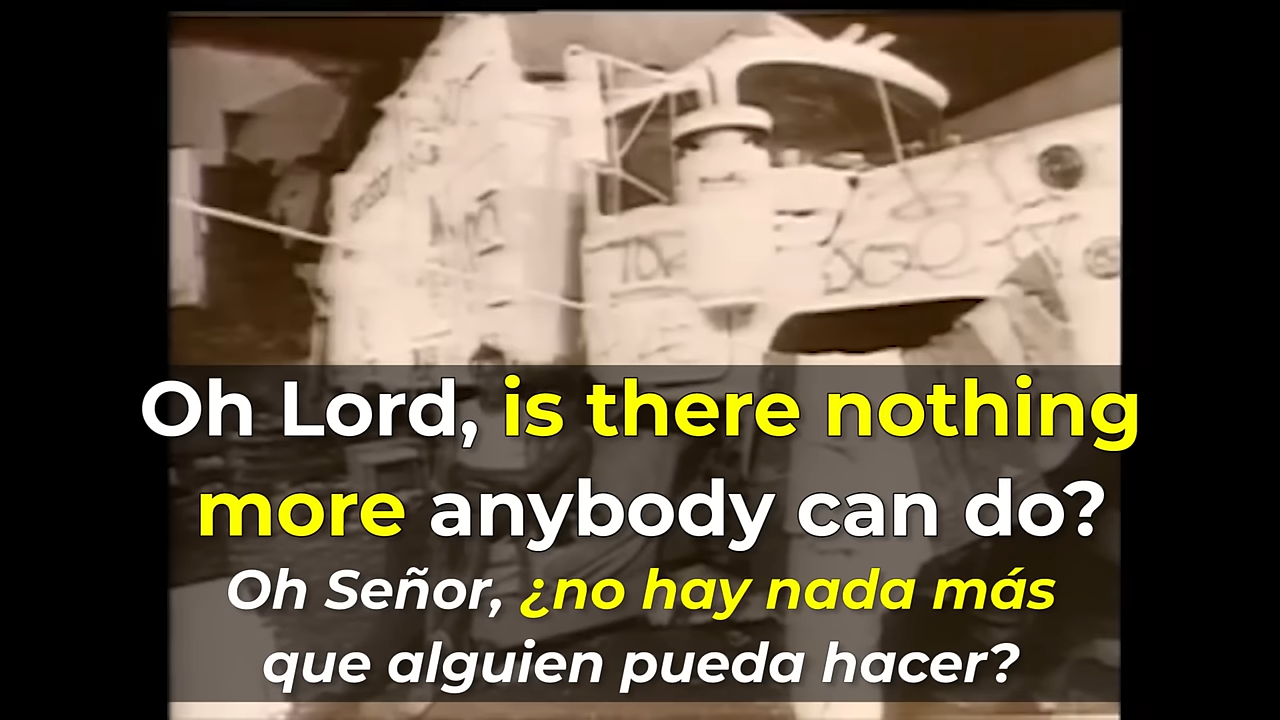 Oh Lord, is there nothing
more anybody can do?
Oh Señor, ¿no hay nada más
que alguien pueda hacer?